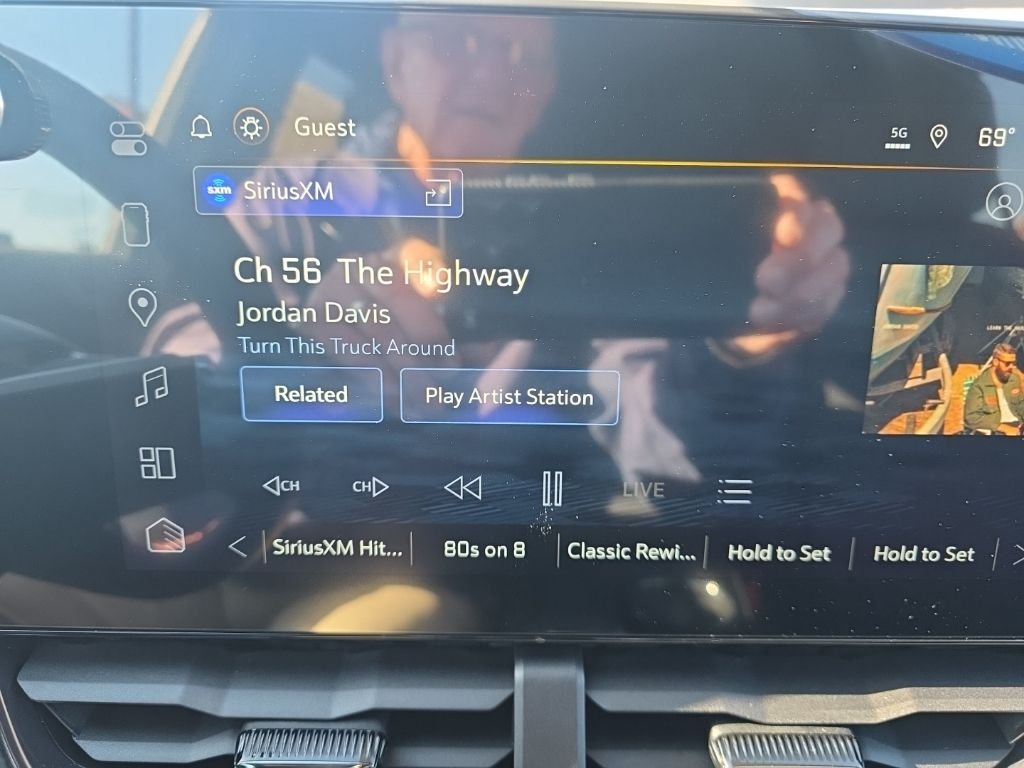 Guest
5G
69°
sxm SiriusXM
Ch 56 The Highway
Jordan Davis
Turn This Truck Around
Related
Play Artist Station
CH
CH
LIVE
SiriusXM Hit...
80s on 8
Classic Rewi...
Hold to Set
Hold to Set